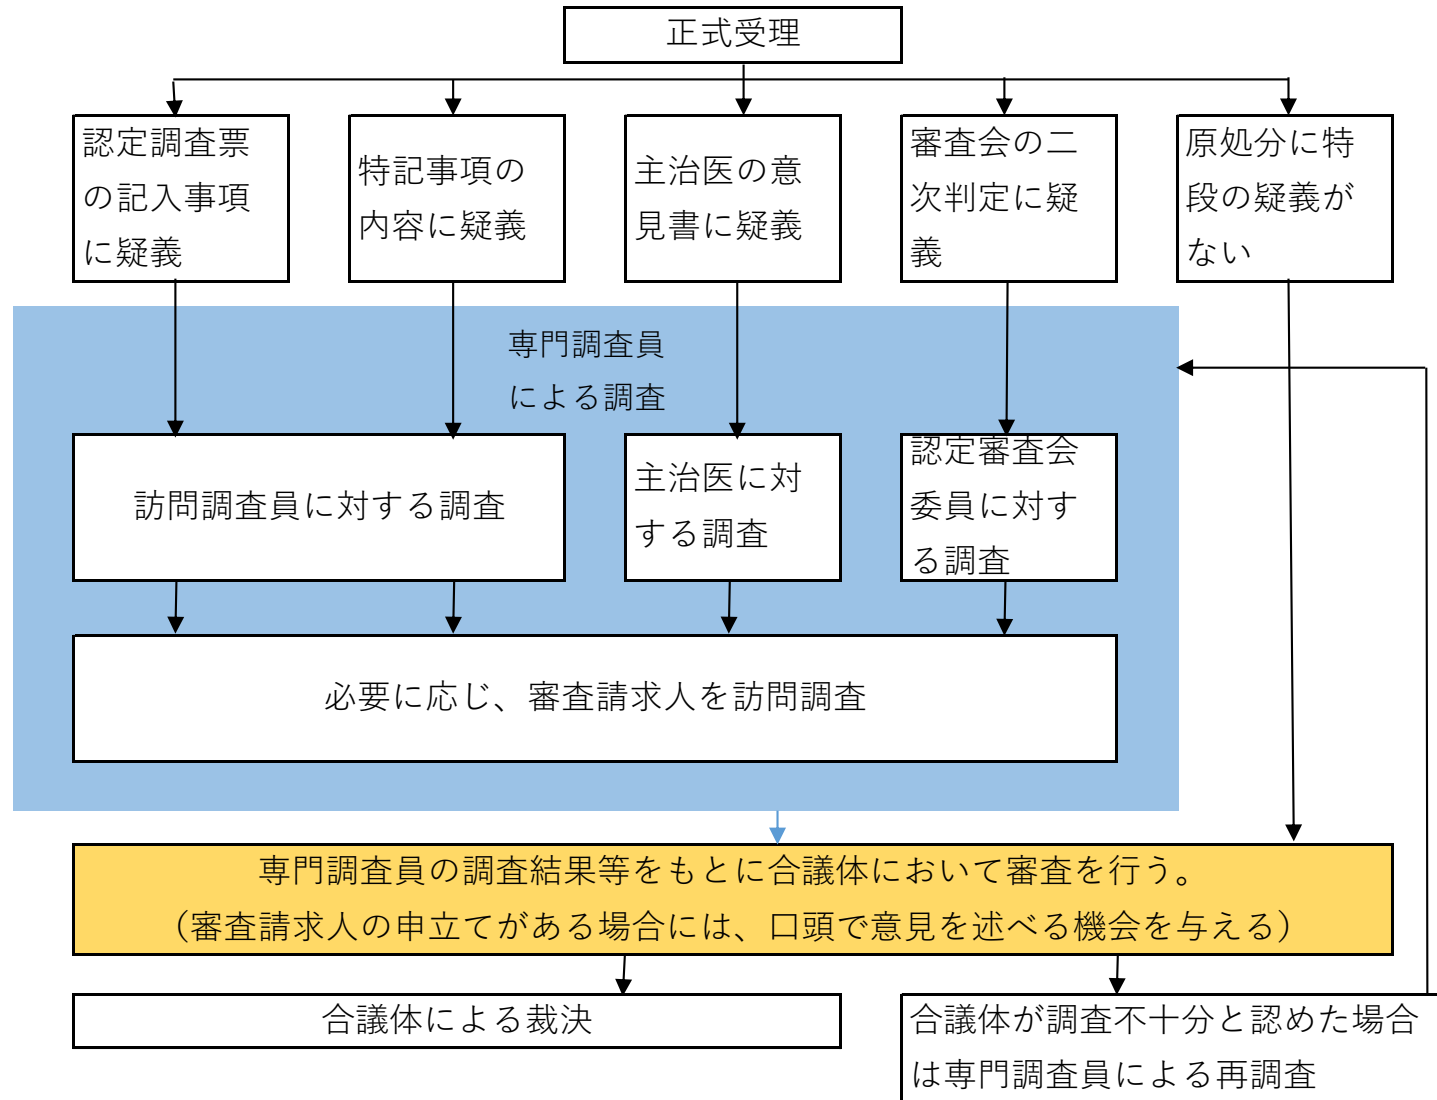 正式受理
認定調査票
の記入事項
に疑義
特記事項の
内容に疑義
主治医の意
見書に疑義
審査会の二
次判定に疑
義
原処分に特
段の疑義が
ない
専門調査員
による調査
訪問調査員に対する調査
主治医に対
する調査
認定審査会
委員に対す
る調査
必要に応じ、審査請求人を訪問調査
専門調査員の調査結果等をもとに合議体において審査を行う。
（審査請求人の申立てがある場合には、口頭で意見を述べる機会を与える）
合議体による裁決
合議体が調査不十分と認めた場合
は専門調査員による再調査